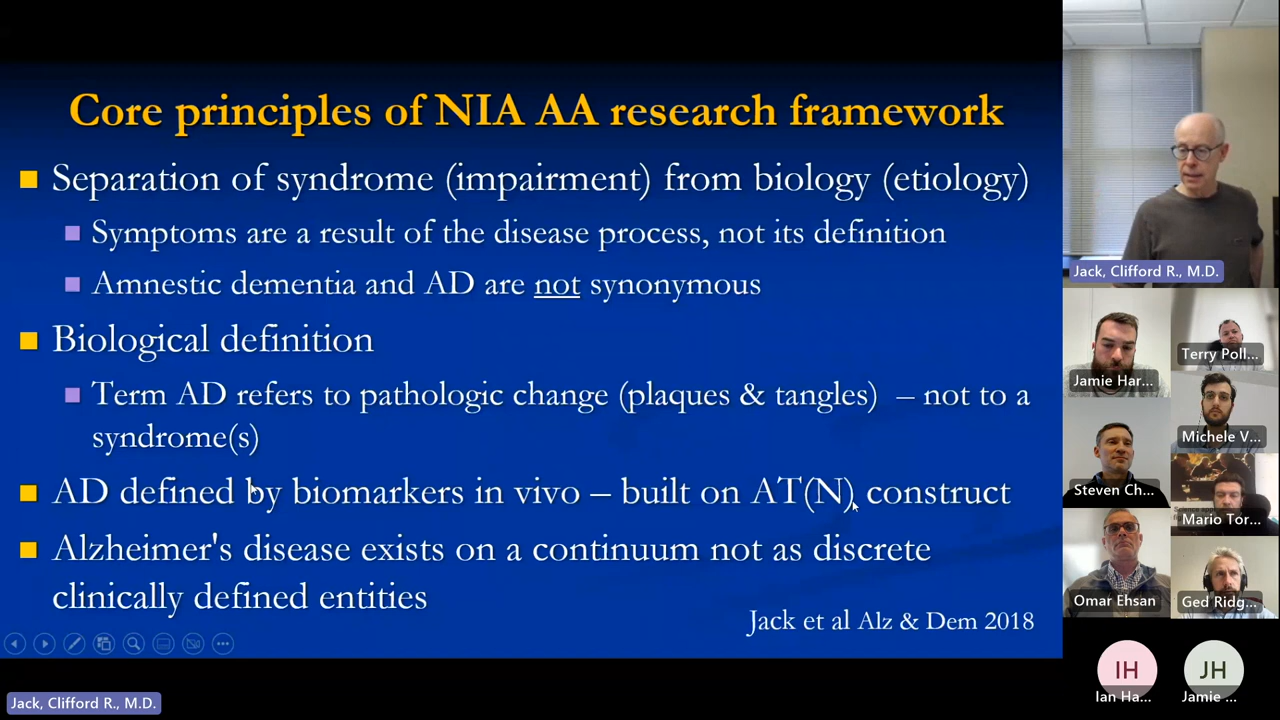 Core principles of NIA AA research framework
Separation of syndrome (impairment) from biology (etiology)
Symptoms are a result of the disease process, not its definition
Amnestic dementia and AD are not synonymous
Biological definition
Term AD refers to pathologic change (plaques & tangles) – not to a
syndrome(s)
AD defined by biomarkers in vivo – built on AT(N) construct
Alzheimer's disease exists on a continuum not as discrete
clinically defined entities
Jack et al Alz & Dem 2018
Jack, Clifford R., M.D.
Jack, Clifford R., M.D.
Jamie Har...
Terry Poll...
Michele V...
Steven Ch...
Mario Tor...
Omar Ehsan
Ged Ridg...
IH
JH
Ian Ha...
Jamie ...